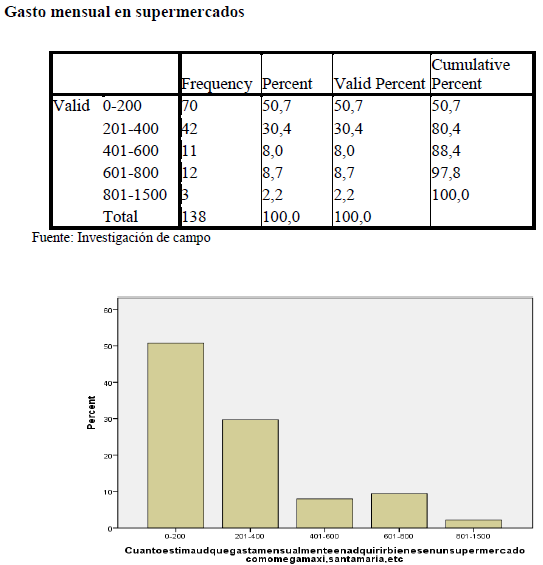 Gasto mensual en supermercados
Cumulative
Frequency Percent Valid Percent Percent
Valid 0-200 70 50,7 50,7 50,7
201-400 42 30,4 30,4 80,4
401-600 11 8,0 8,0 88,4
601-800 12 8,7 8,7 97,8
801-1500 3 2,2 2,2 100,0
Total 138 100,0 100,0
Fuente: Investigación de campo
60
50
40
30
20
10
0
Percent
0-200 201-400 401-600 601-800 801-1500
Cuantoestimaudquegastamensualmenteenadquirirbienesenunsupermercado
comomegamaxi,santamaria,etc